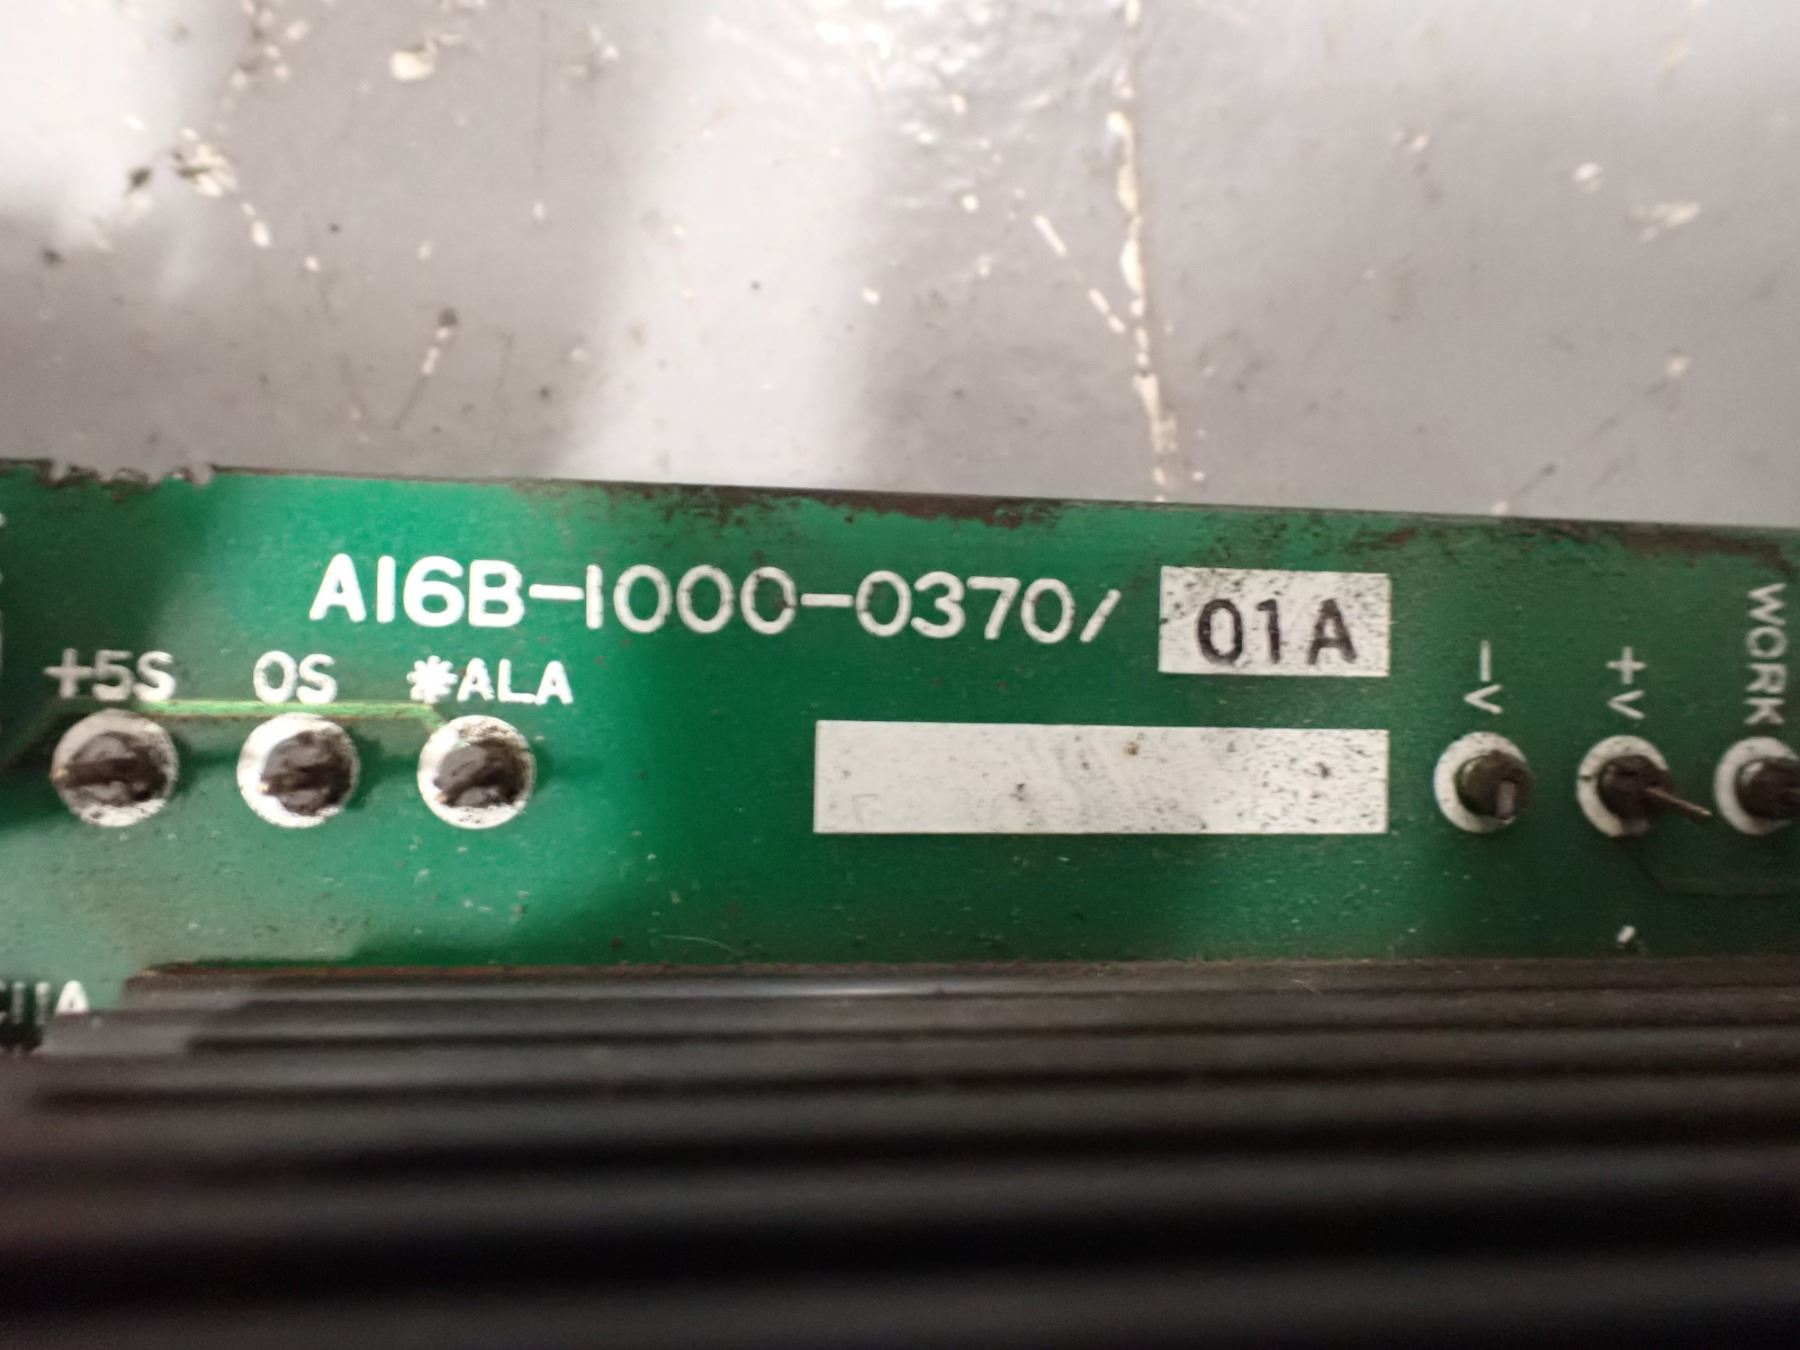 A16B-1000-0370/ 01A
+5S 0S *ALA
-V
+V
WORK